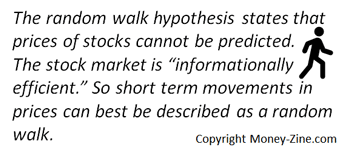 The random walk hypothesis states that
prices of stocks cannot be predicted.
The stock market is “informationally
efficient.” So short term movements in
prices can best be described as a random
walk.
Copyright Money-Zine.com